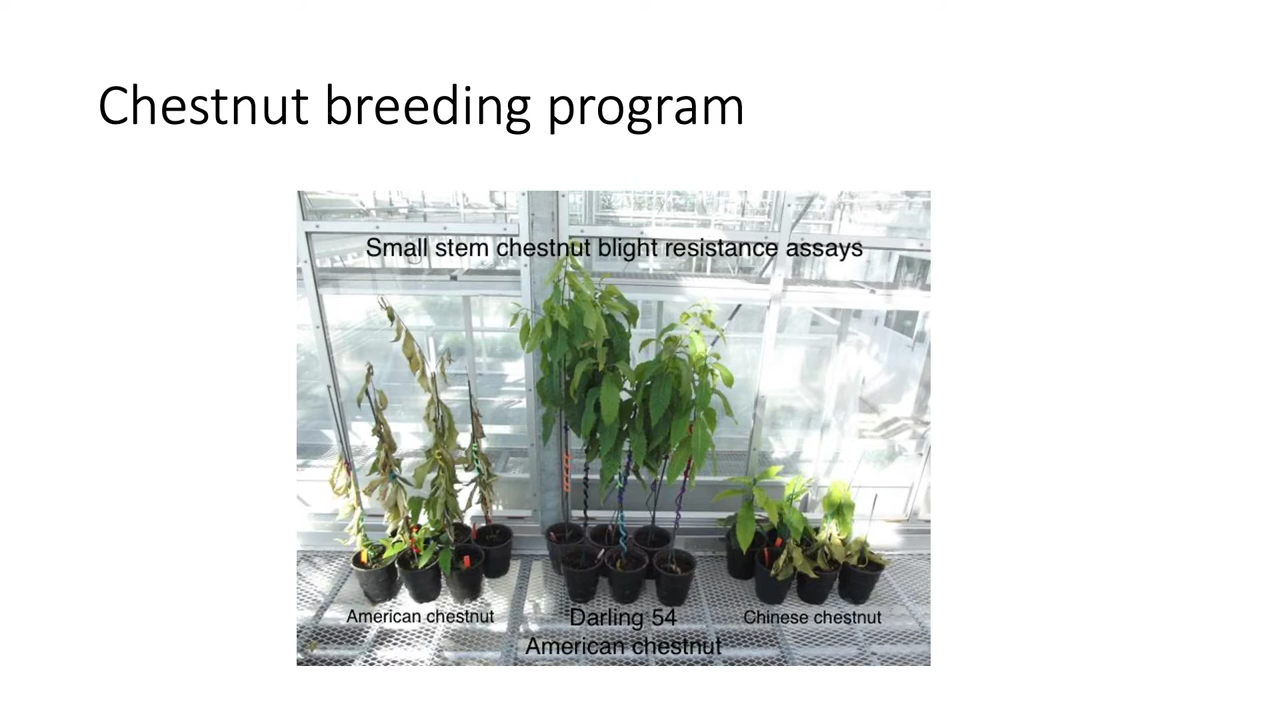 Chestnut breeding program
Small stem chestnut blight resistance assays
American chestnut
Darling 54
American chestnut
Chinese chestnut